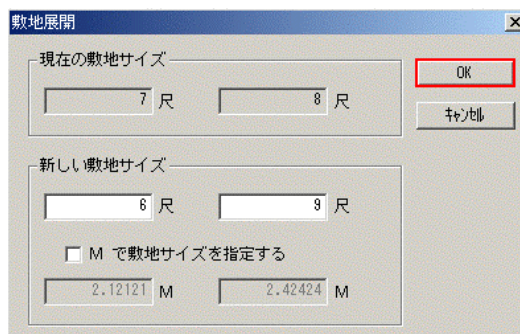 敷地展開
現在の敷地サイズ
7 尺 8 尺
OK
キャンセル
新しい敷地サイズ
6 尺 9 尺
M で敷地サイズを指定する
2.12121 M 2.42424 M